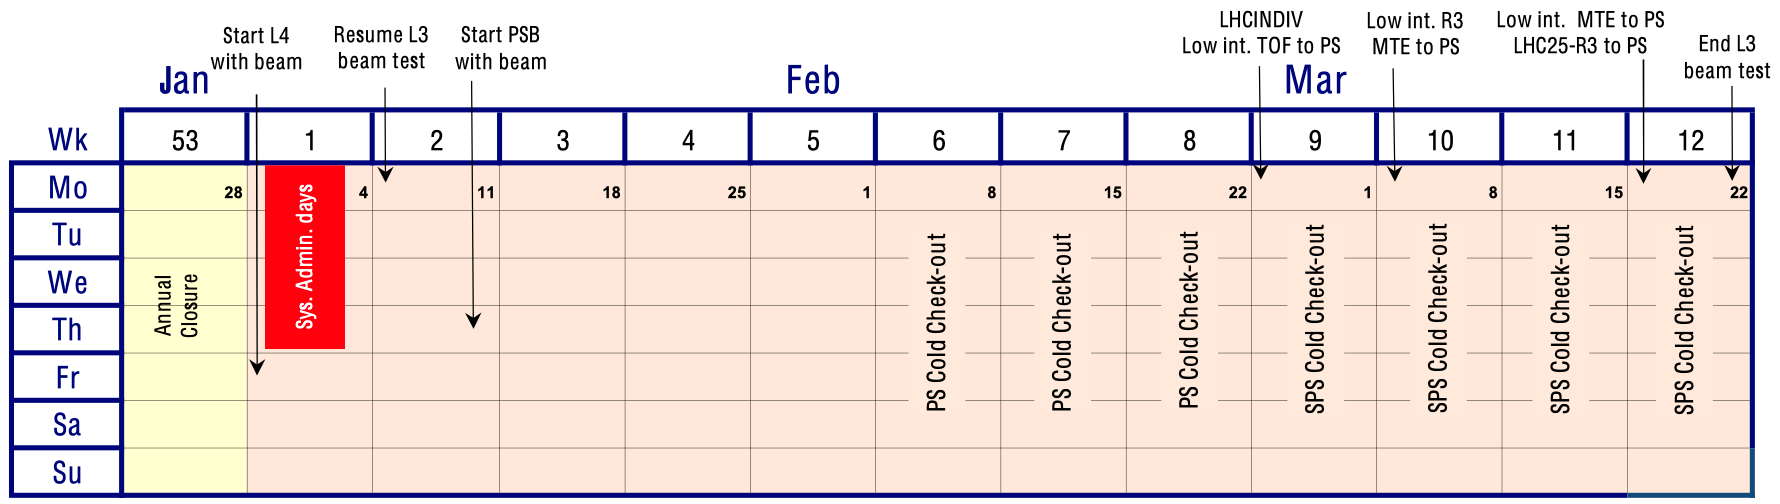 Start L4
with beam
Resume L3
beam test
Start PSB
with beam
LHCINDIV
Low int. TOF to PS
Low int. R3
MTE to PS
Low int. MTE to PS
LHC25-R3 to PS
End L3
beam test
Jan Feb Mar
Wk 53 1 2 3 4 5 6 7 8 9 10 11 12
Mo 28 4 11 18 25 1 8 15 22 1 8 15 22
Tu
We
Th
Fr
Sa
Su
Annual
Closure
Sys. Admin. days
PS Cold Check-out
PS Cold Check-out
PS Cold Check-out
SPS Cold Check-out
SPS Cold Check-out
SPS Cold Check-out
SPS Cold Check-out